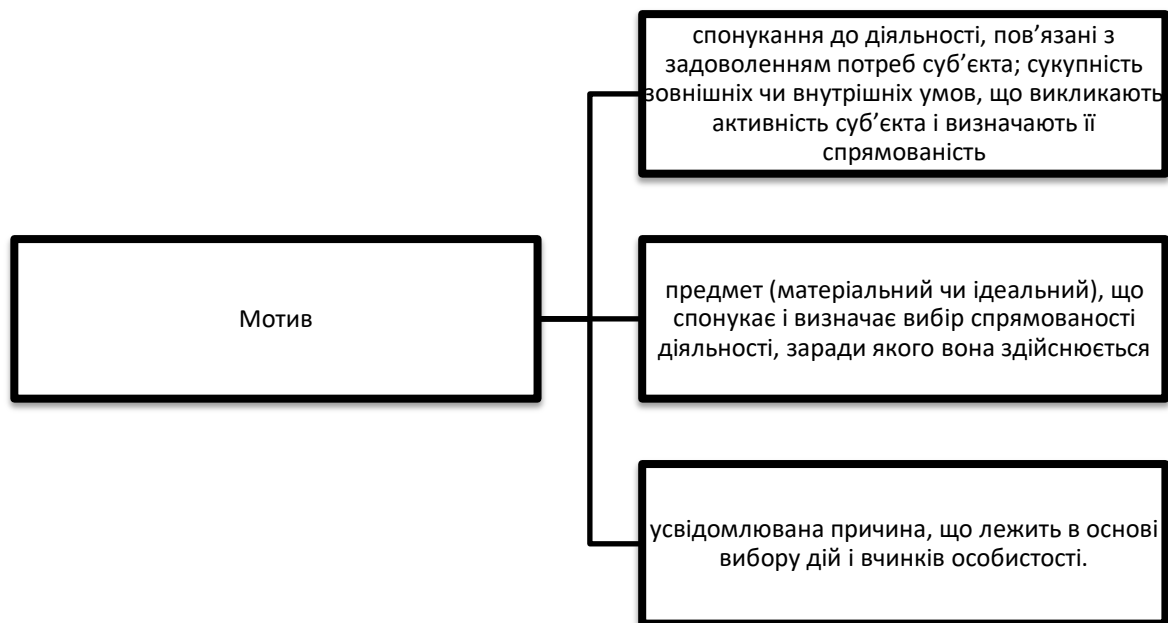 спонукання до діяльності, пов’язані з
задоволенням потреб суб’єкта; сукупність
зовнішніх чи внутрішніх умов, що викликають
активність суб’єкта і визначають її
спрямованість
Мотив
предмет (матеріальний чи ідеальний), що
спонукає і визначає вибір спрямованості
діяльності, заради якого вона здійснюється
усвідомлювана причина, що лежить в основі
вибору дій і вчинків особистості.